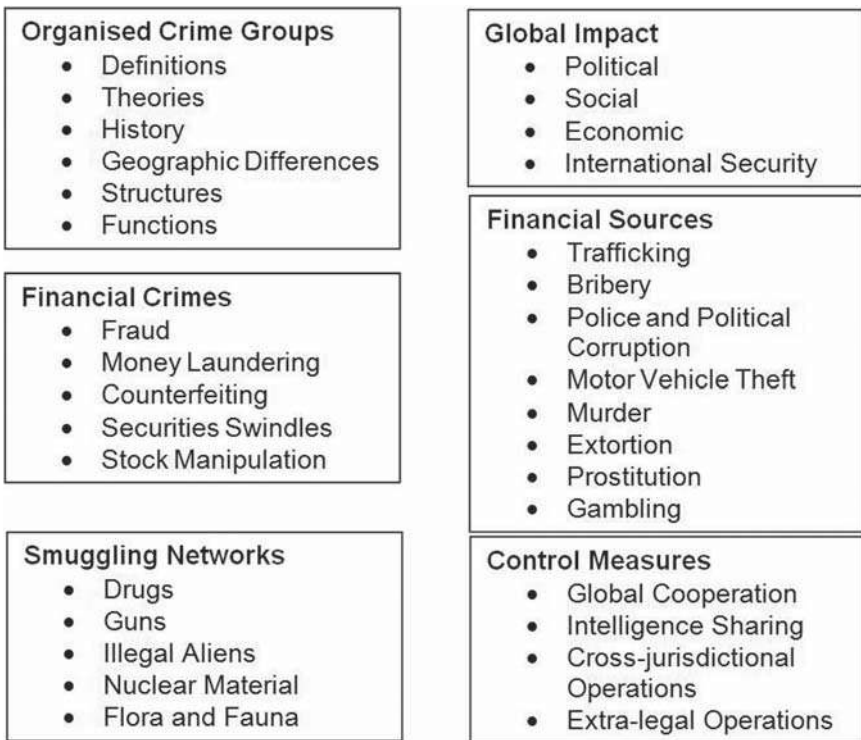 Organised Crime Groups
• Definitions
• Theories
• History
• Geographic Differences
• Structures
• Functions
Financial Crimes
• Fraud
• Money Laundering
• Counterfeiting
• Securities Swindles
• Stock Manipulation
Smuggling Networks
• Drugs
• Guns
• Illegal Aliens
• Nuclear Material
• Flora and Fauna
Global Impact
• Political
• Social
• Economic
• International Security
Financial Sources
• Trafficking
• Bribery
• Police and Political
Corruption
• Motor Vehicle Theft
• Murder
• Extortion
• Prostitution
• Gambling
Control Measures
• Global Cooperation
• Intelligence Sharing
• Cross-jurisdictional
Operations
• Extra-legal Operations